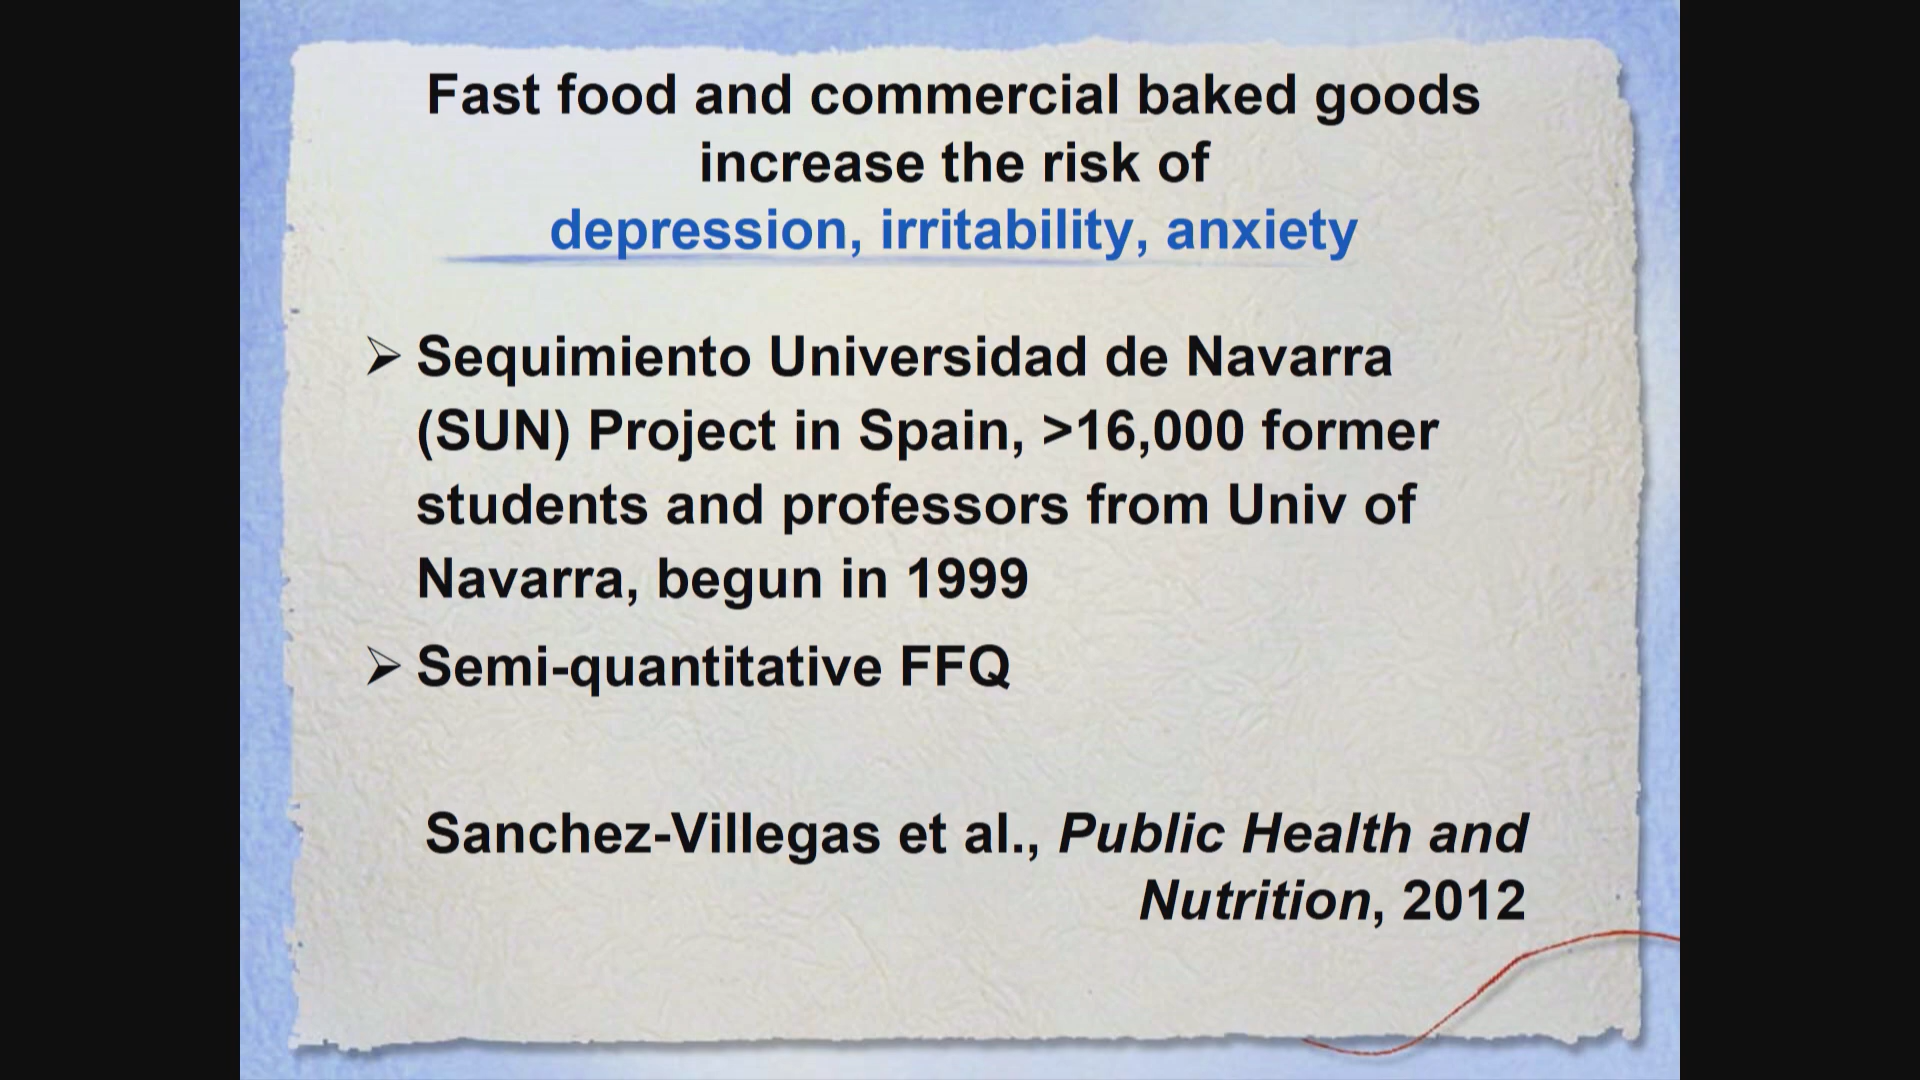 Fast food and commercial baked goods
increase the risk of
depression, irritability, anxiety
➢ Sequimiento Universidad de Navarra
(SUN) Project in Spain, >16,000 former
students and professors from Univ of
Navarra, begun in 1999
➢ Semi-quantitative FFQ
Sanchez-Villegas et al., Public Health and
Nutrition, 2012